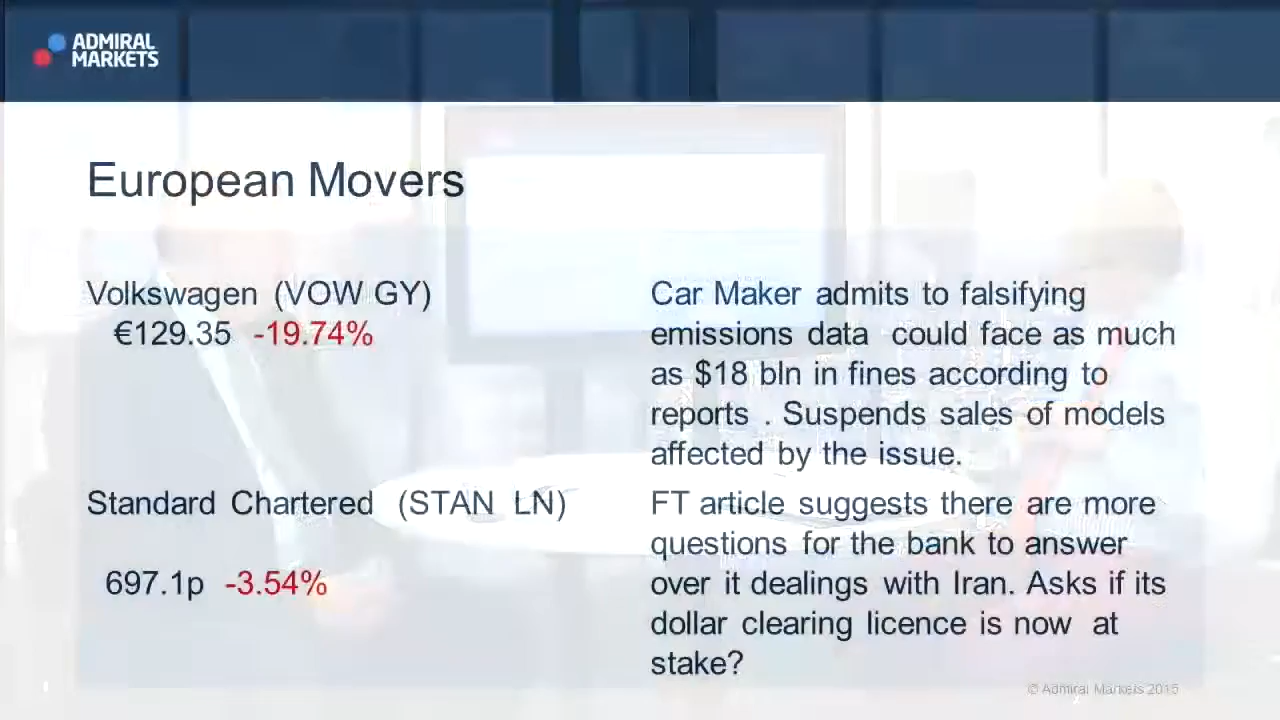 ADMIRAL
MARKETS
European Movers
Volkswagen (VOW GY)
€129.35 -19.74%
Car Maker admits to falsifying
emissions data could face as much
as $18 bln in fines according to
reports . Suspends sales of models
affected by the issue.
Standard Chartered (STAN LN)
697.1p -3.54%
FT article suggests there are more
questions for the bank to answer
over it dealings with Iran. Asks if its
dollar clearing licence is now at
stake?
© Admiral Markets 2015